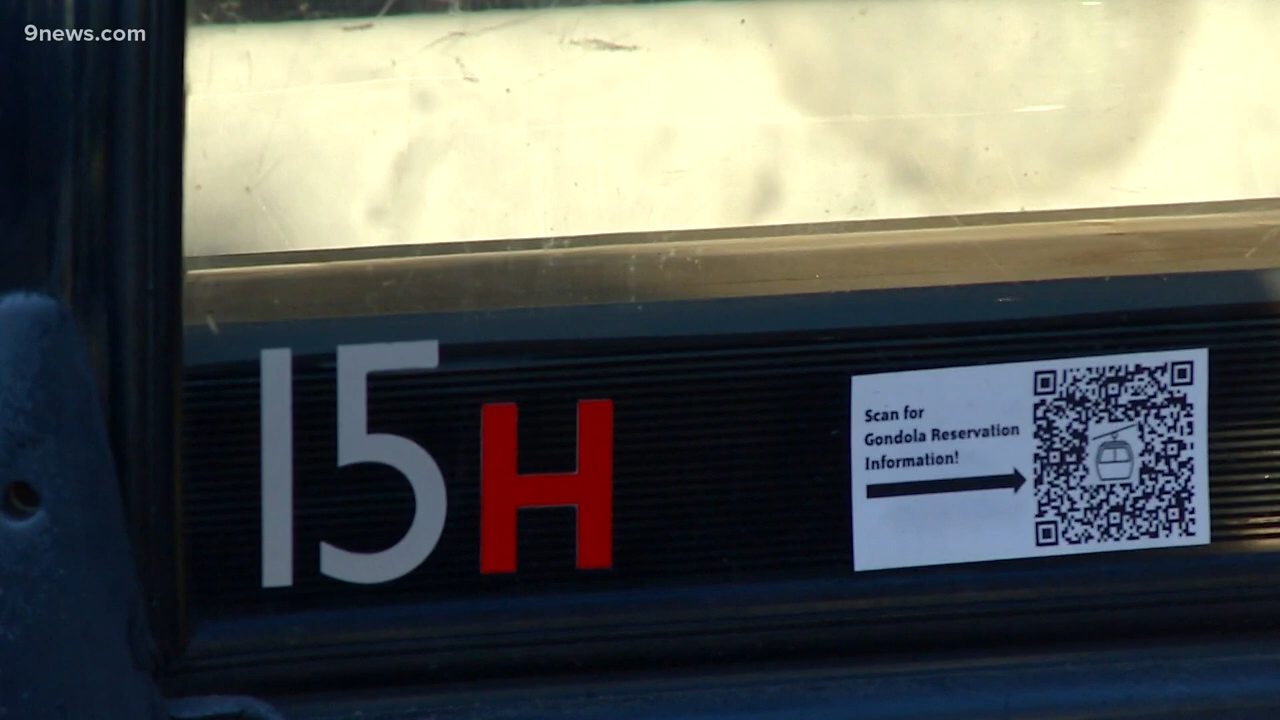 9news.com
15H
Scan for
Gondola Reservation
Information!